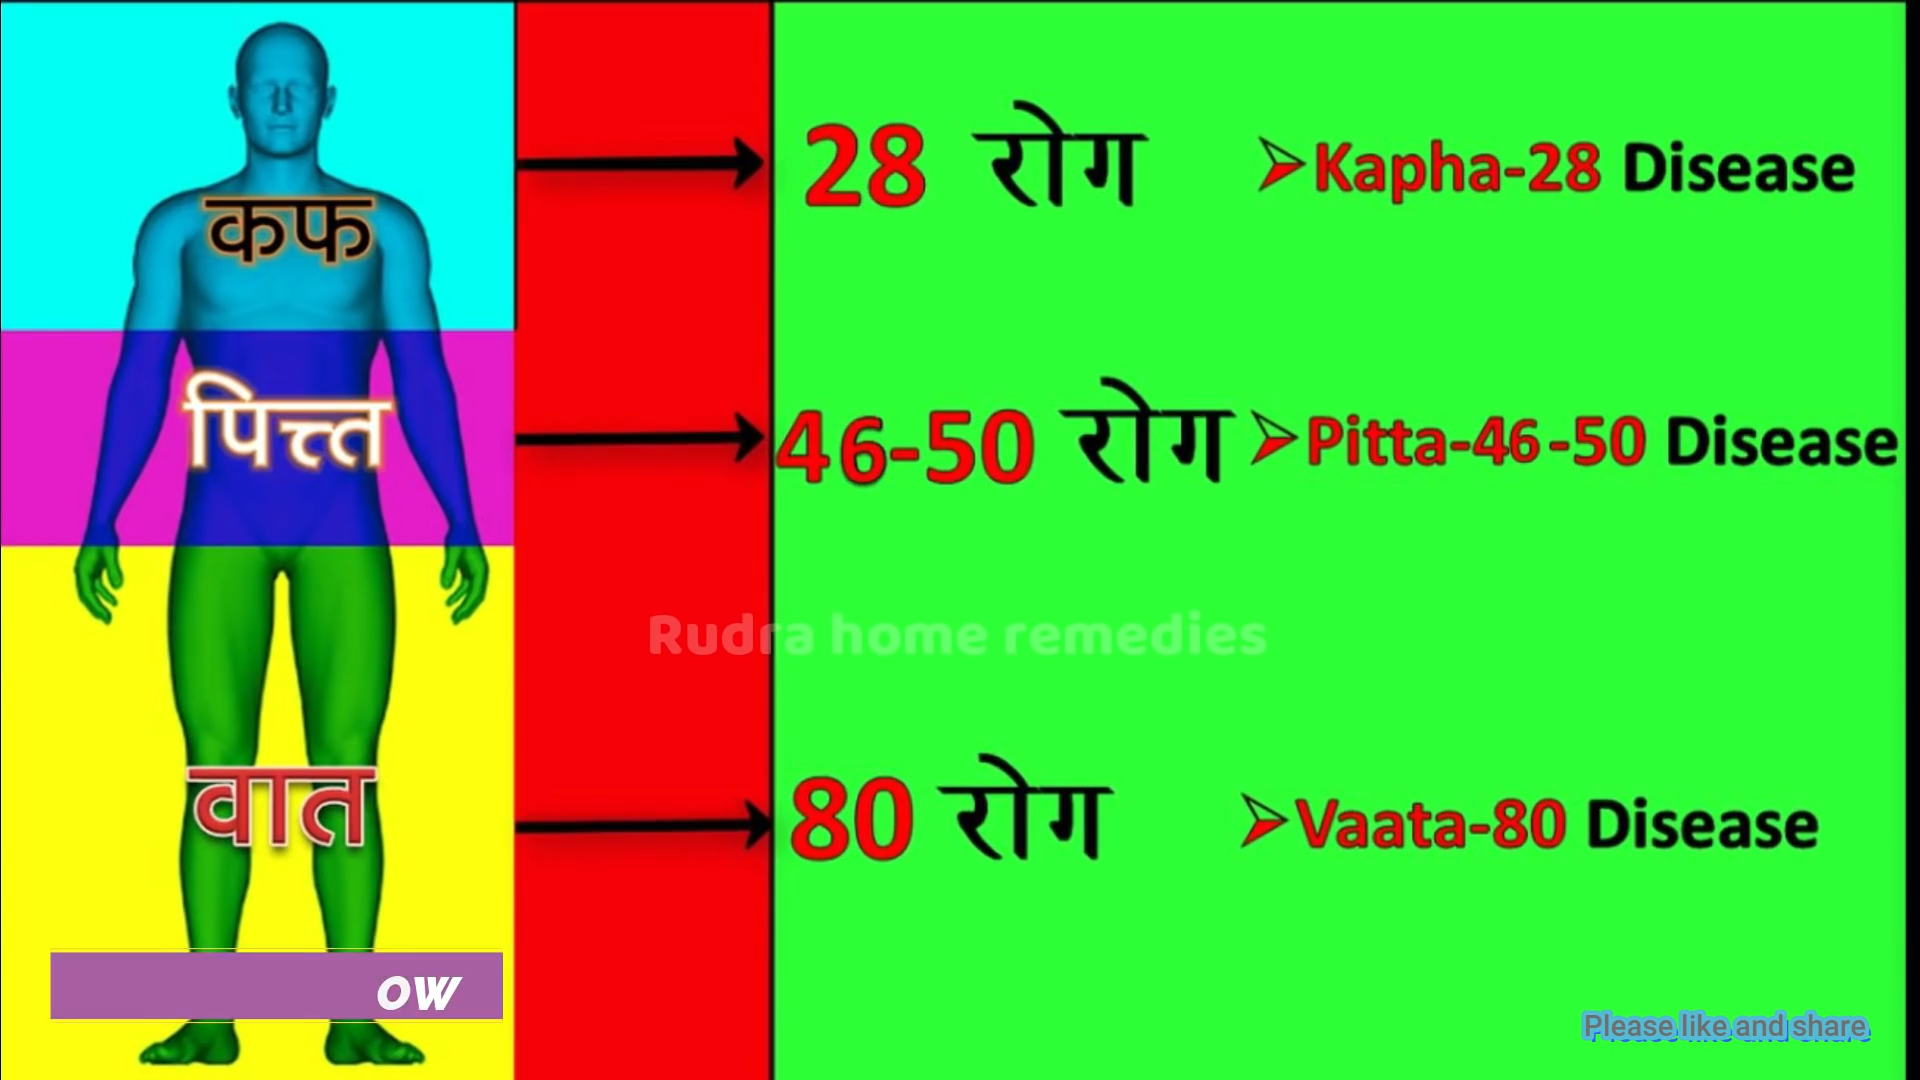 कफ
28 रोग
➢Kapha-28 Disease
पित्त
46-50 रोग
➢Pitta-46-50 Disease
Rudra home remedies
वात
80 रोग
➢Vaata-80 Disease
OW
Please like and share